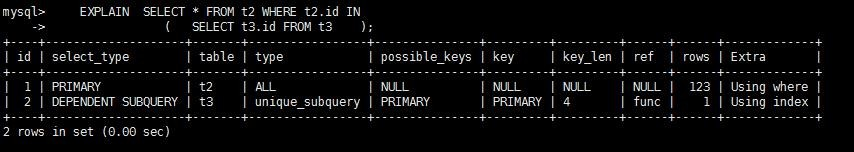 mysql>     EXPLAIN  SELECT * FROM t2 WHERE t2.id IN
    ->                 (   SELECT t3.id FROM t3    );
+----+--------------------+-------+-----------------+---------------+---------+---------+------+------+-------------+
| id | select_type        | table | type            | possible_keys | key     | key_len | ref  | rows | Extra       |
+----+--------------------+-------+-----------------+---------------+---------+---------+------+------+-------------+
|  1 | PRIMARY            | t2    | ALL             | NULL          | NULL    | NULL    | NULL |  123 | Using where |
|  2 | DEPENDENT SUBQUERY | t3    | unique_subquery | PRIMARY       | PRIMARY | 4       | func |    1 | Using index |
+----+--------------------+-------+-----------------+---------------+---------+---------+------+------+-------------+
2 rows in set (0.00 sec)